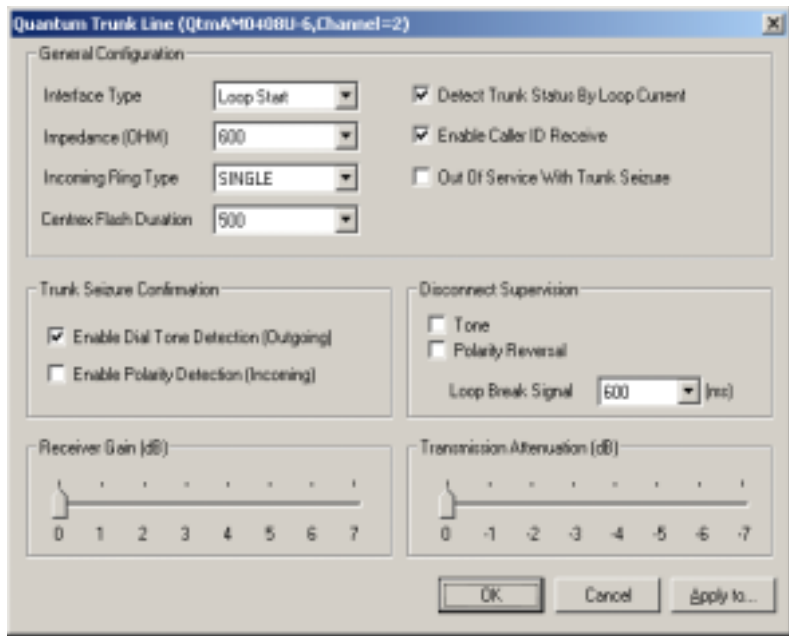 Quantum Trunk Line (QtmAM0408U-6,Channel=2)
General Configuration
Interface Type Loop Start
Detect Trunk Status By Loop Current
Impedance (OHM) 600
Enable Caller ID Receive
Incoming Ring Type SINGLE
Out Of Service With Trunk Seizure
Centrex Flash Duration 500
Trunk Seizure Confirmation
Enable Dial Tone Detection (Outgoing)
Enable Polarity Detection (Incoming)
Disconnect Supervision
Tone
Polarity Reversal
Loop Break Signal 600 (ms)
Receiver Gain (dB)
0 1 2 3 4 5 6 7
Transmission Attenuation (dB)
0 -1 -2 -3 -4 -5 -6 -7
OK Cancel Apply to...